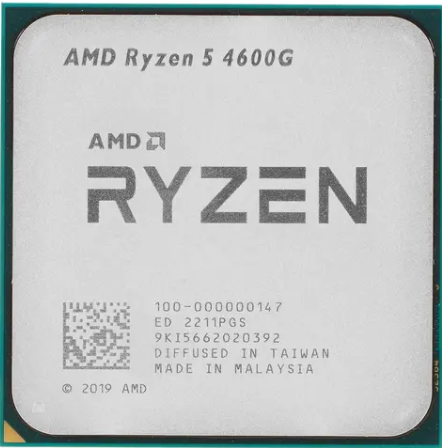 AMD Ryzen 5 4600G
AMD
RYZEN
100-000000147
ED 2211PGS
9KI5662020392
DIFFUSED IN TAIWAN
MADE IN MALAYSIA
© 2019 AMD